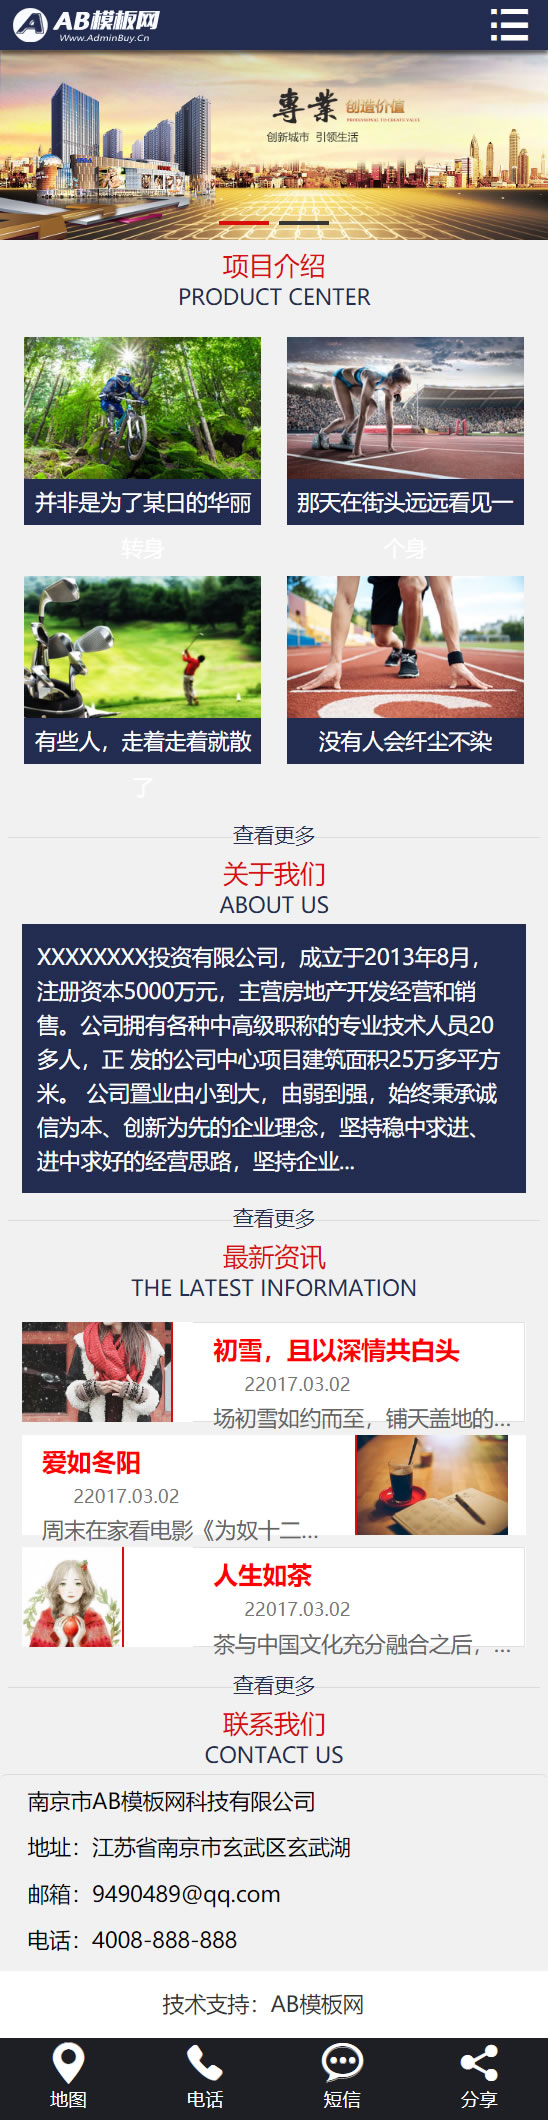 AB模板网
Www.AdminBuy.Cn
專業 创造价值
PROFESSIONAL TO CREATE VALUE
创新城市 引领生活
项目介绍
PRODUCT CENTER
并非是为了某日的华丽
转身
那天在街头远远看见一
个身
有些人，走着走着就散
了
没有人会纤尘不染
查看更多
关于我们
ABOUT US
XXXXXXXX投资有限公司，成立于2013年8月，
注册资本5000万元，主营房地产开发经营和销
售。公司拥有各种中高级职称的专业技术人员20
多人，正 发的公司中心项目建筑面积25万多平方
米。 公司置业由小到大，由弱到强，始终秉承诚
信为本、创新为先的企业理念，坚持稳中求进、
进中求好的经营思路，坚持企业...
查看更多
最新资讯
THE LATEST INFORMATION
初雪，且以深情共白头
22017.03.02
场初雪如约而至，铺天盖地的...
爱如冬阳
22017.03.02
周末在家看电影《为奴十二...
人生如茶
22017.03.02
茶与中国文化充分融合之后，...
查看更多
联系我们
CONTACT US
南京市AB模板网科技有限公司
地址：江苏省南京市玄武区玄武湖
邮箱：9490489@qq.com
电话：4008-888-888
技术支持：AB模板网
地图 电话 短信 分享